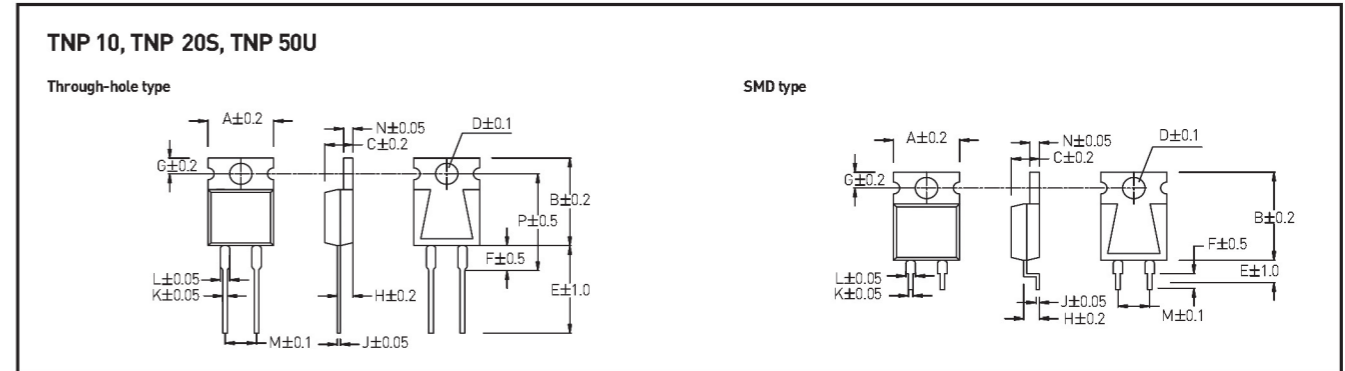 TNP 10, TNP 20S, TNP 50U
Through-hole type
A±0.2
N±0.05
C±0.2
D±0.1
G±0.2
B±0.2
P±0.5
F±0.5
L±0.05
K±0.05
H±0.2
E±1.0
M±0.1
J±0.05
SMD type
A±0.2
N±0.05
C±0.2
D±0.1
G±0.2
B±0.2
F±0.5
L±0.05
E±1.0
K±0.05
J±0.05
H±0.2
M±0.1